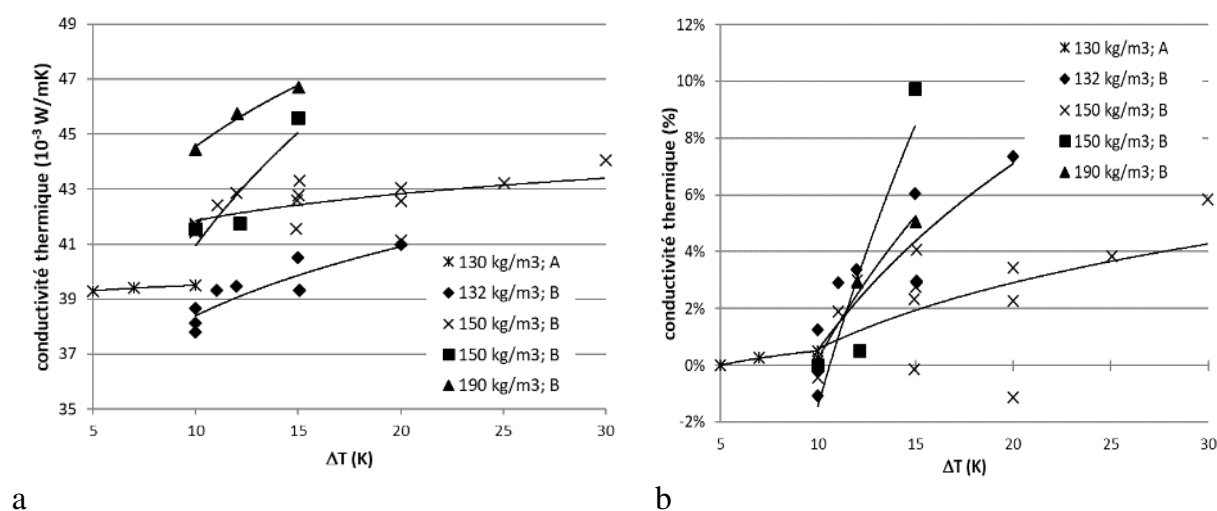 49
47
45
43
41
39
37
35
conductivité thermique (10⁻³ W/mK)
130 kg/m3; A
132 kg/m3; B
150 kg/m3; B
150 kg/m3; B
190 kg/m3; B
5 10 15 20 25 30
ΔT (K)
a
12%
10%
8%
6%
4%
2%
0%
-2%
conductivité thermique (%)
130 kg/m3; A
132 kg/m3; B
150 kg/m3; B
150 kg/m3; B
190 kg/m3; B
5 10 15 20 25 30
ΔT (K)
b